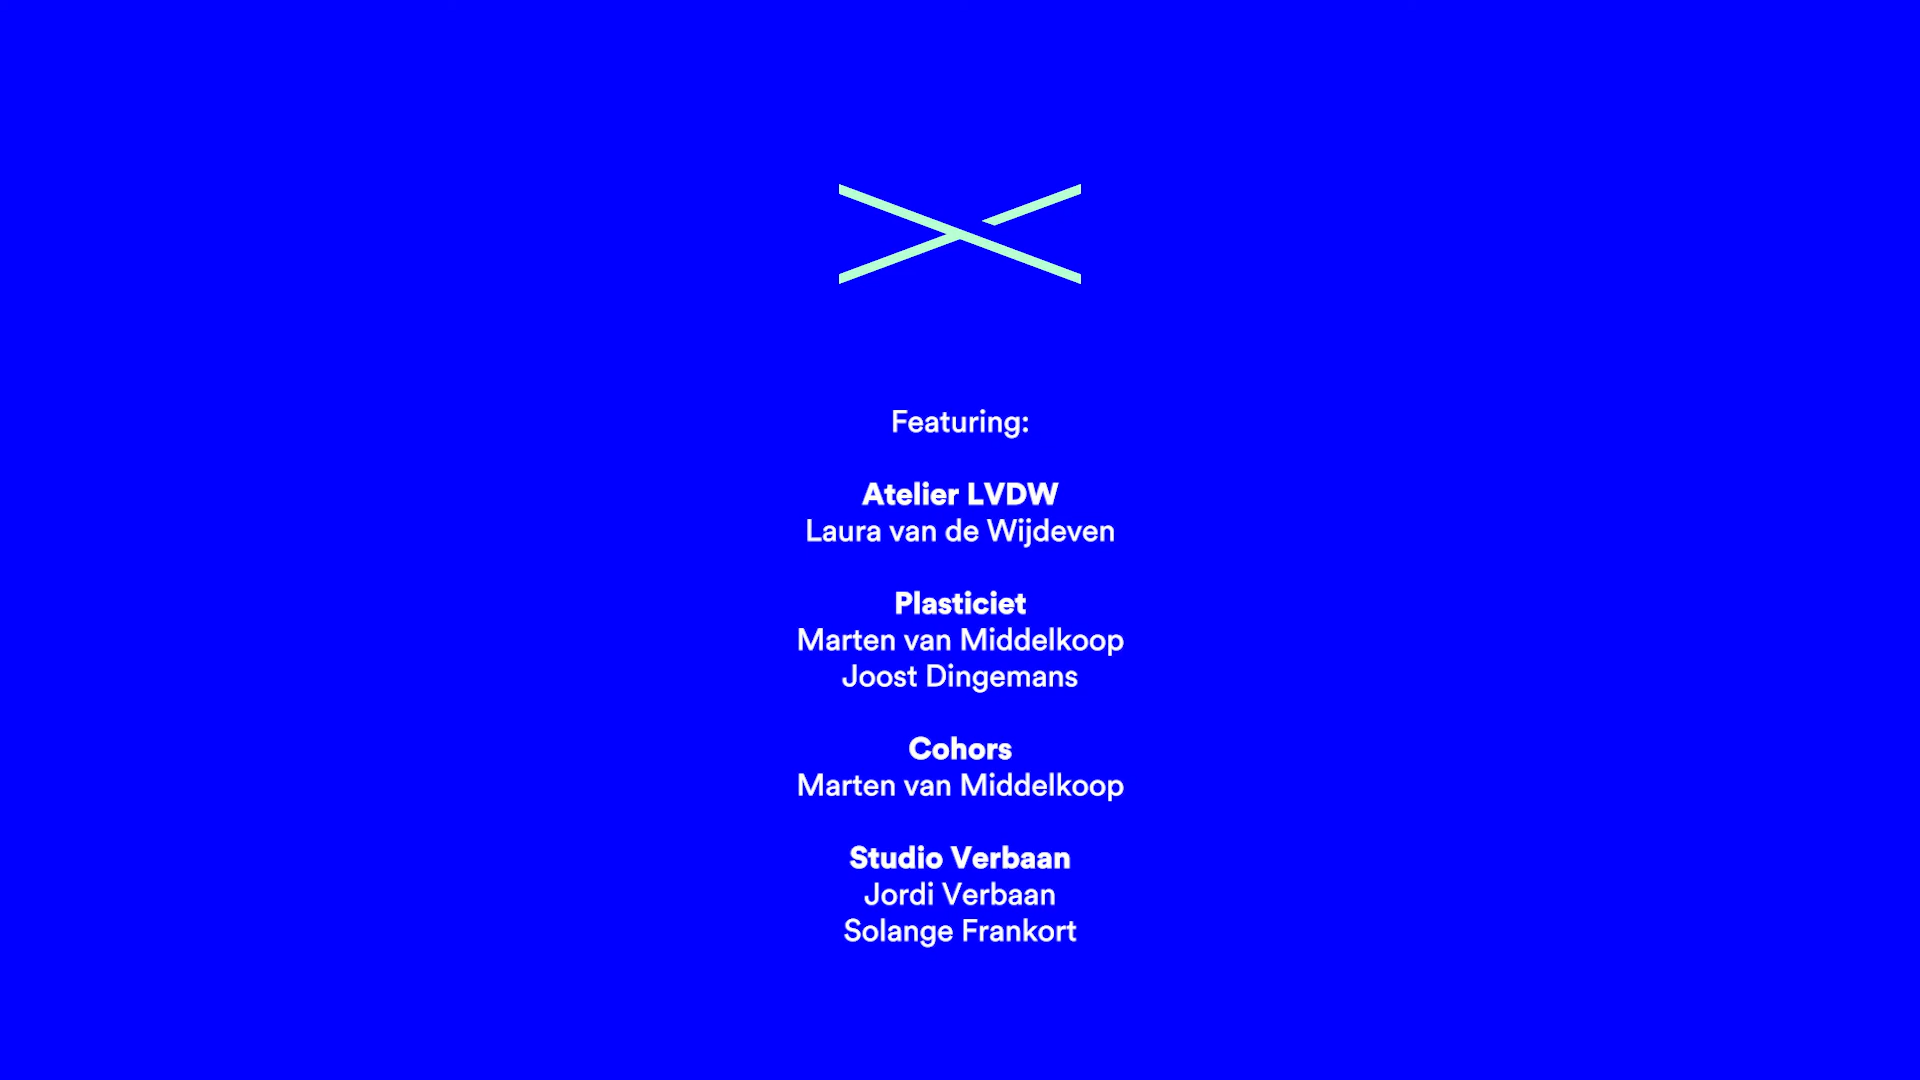 Featuring:
Atelier LVDW
Laura van de Wijdeven
Plasticiet
Marten van Middelkoop
Joost Dingemans
Cohors
Marten van Middelkoop
Studio Verbaan
Jordi Verbaan
Solange Frankort